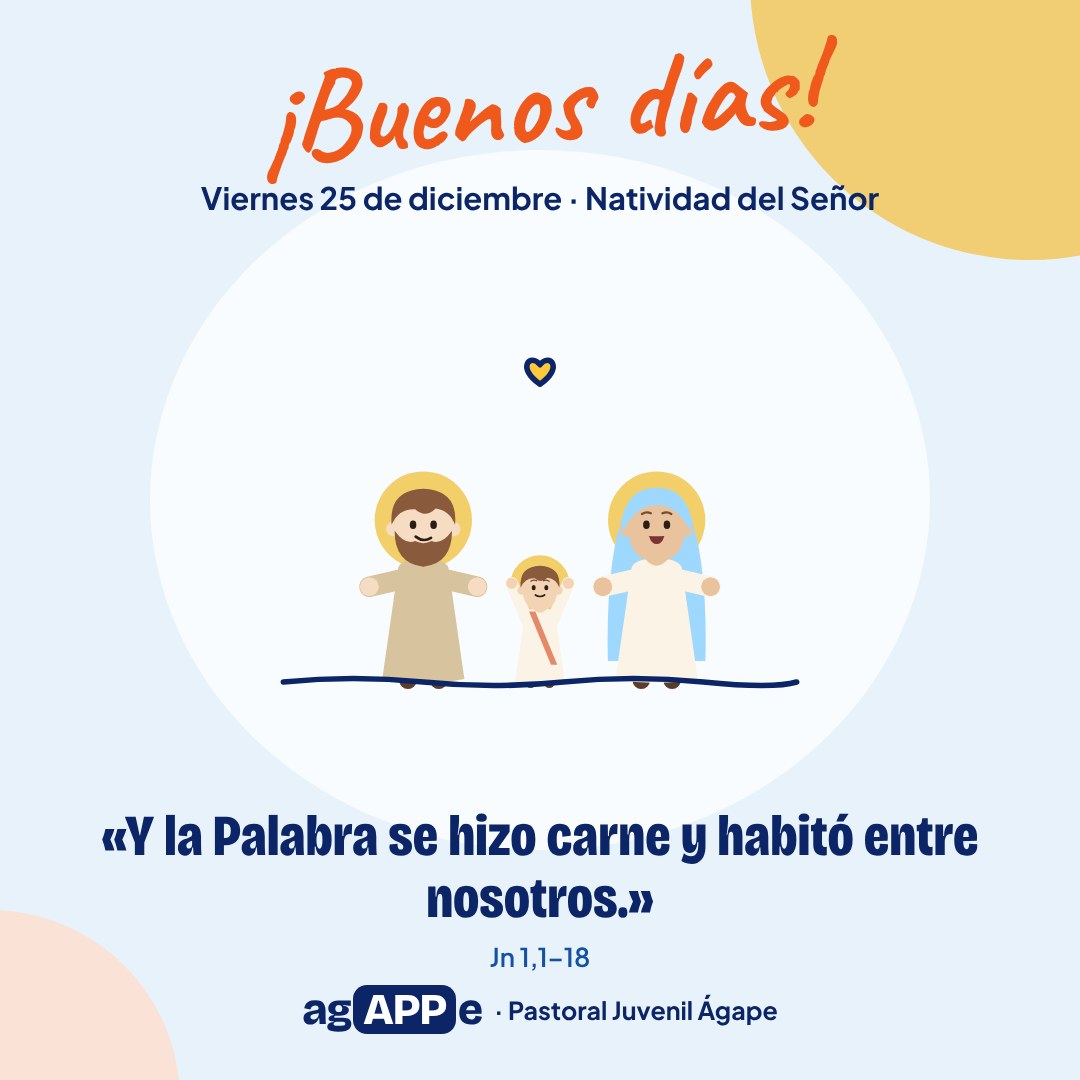 ¡Buenos días!
Viernes 25 de diciembre · Natividad del Señor
«Y la Palabra se hizo carne y habitó entre
nosotros.»
Jn 1,1–18
agAPPe · Pastoral Juvenil Ágape